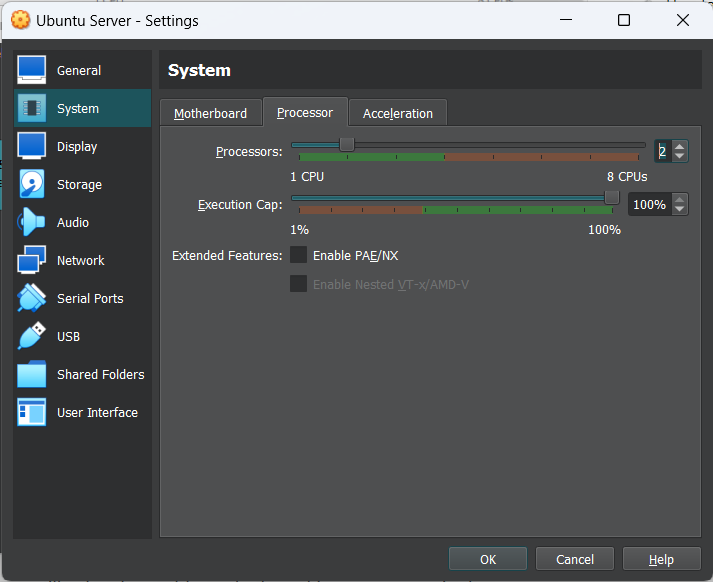 Ubuntu Server - Settings
General
System
Display
Storage
Audio
Network
Serial Ports
USB
Shared Folders
User Interface
System
Motherboard Processor Acceleration
Processors: 2
1 CPU 8 CPUs
Execution Cap: 100%
1% 100%
Extended Features: Enable PAE/NX
Enable Nested VT-x/AMD-V
OK Cancel Help